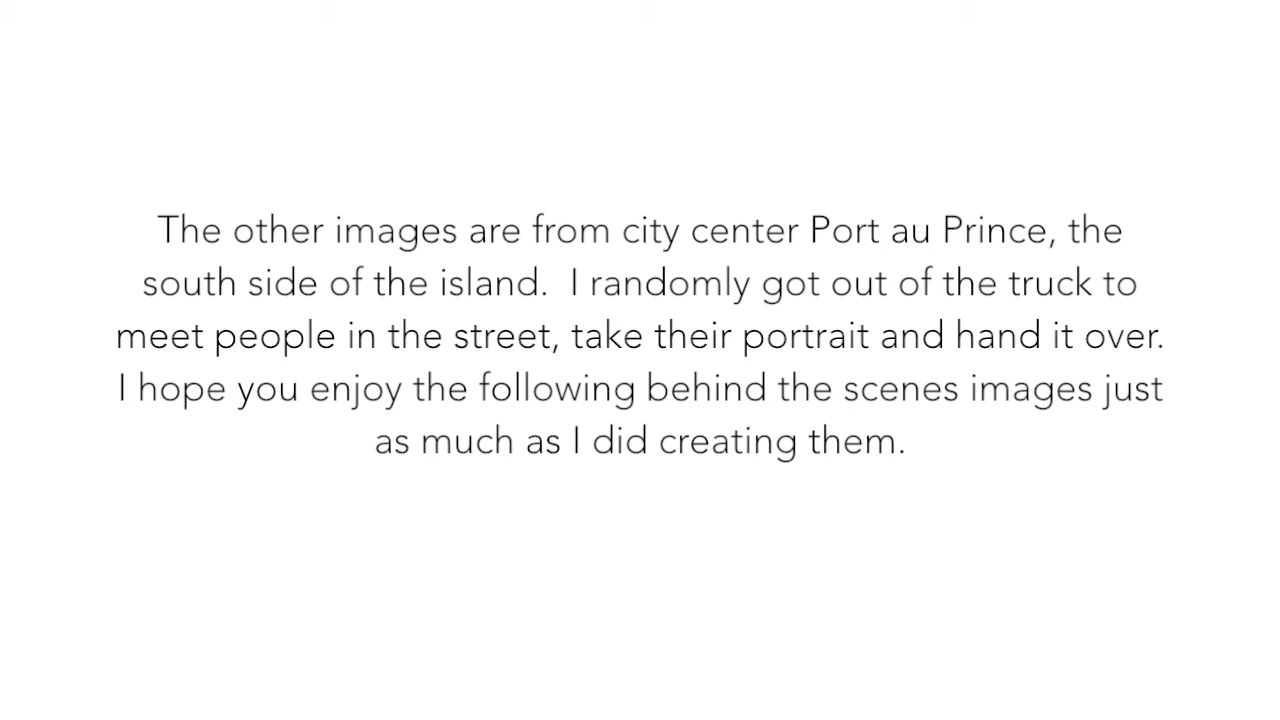 The other images are from city center Port au Prince, the
south side of the island.  I randomly got out of the truck to
meet people in the street, take their portrait and hand it over.
I hope you enjoy the following behind the scenes images just
as much as I did creating them.